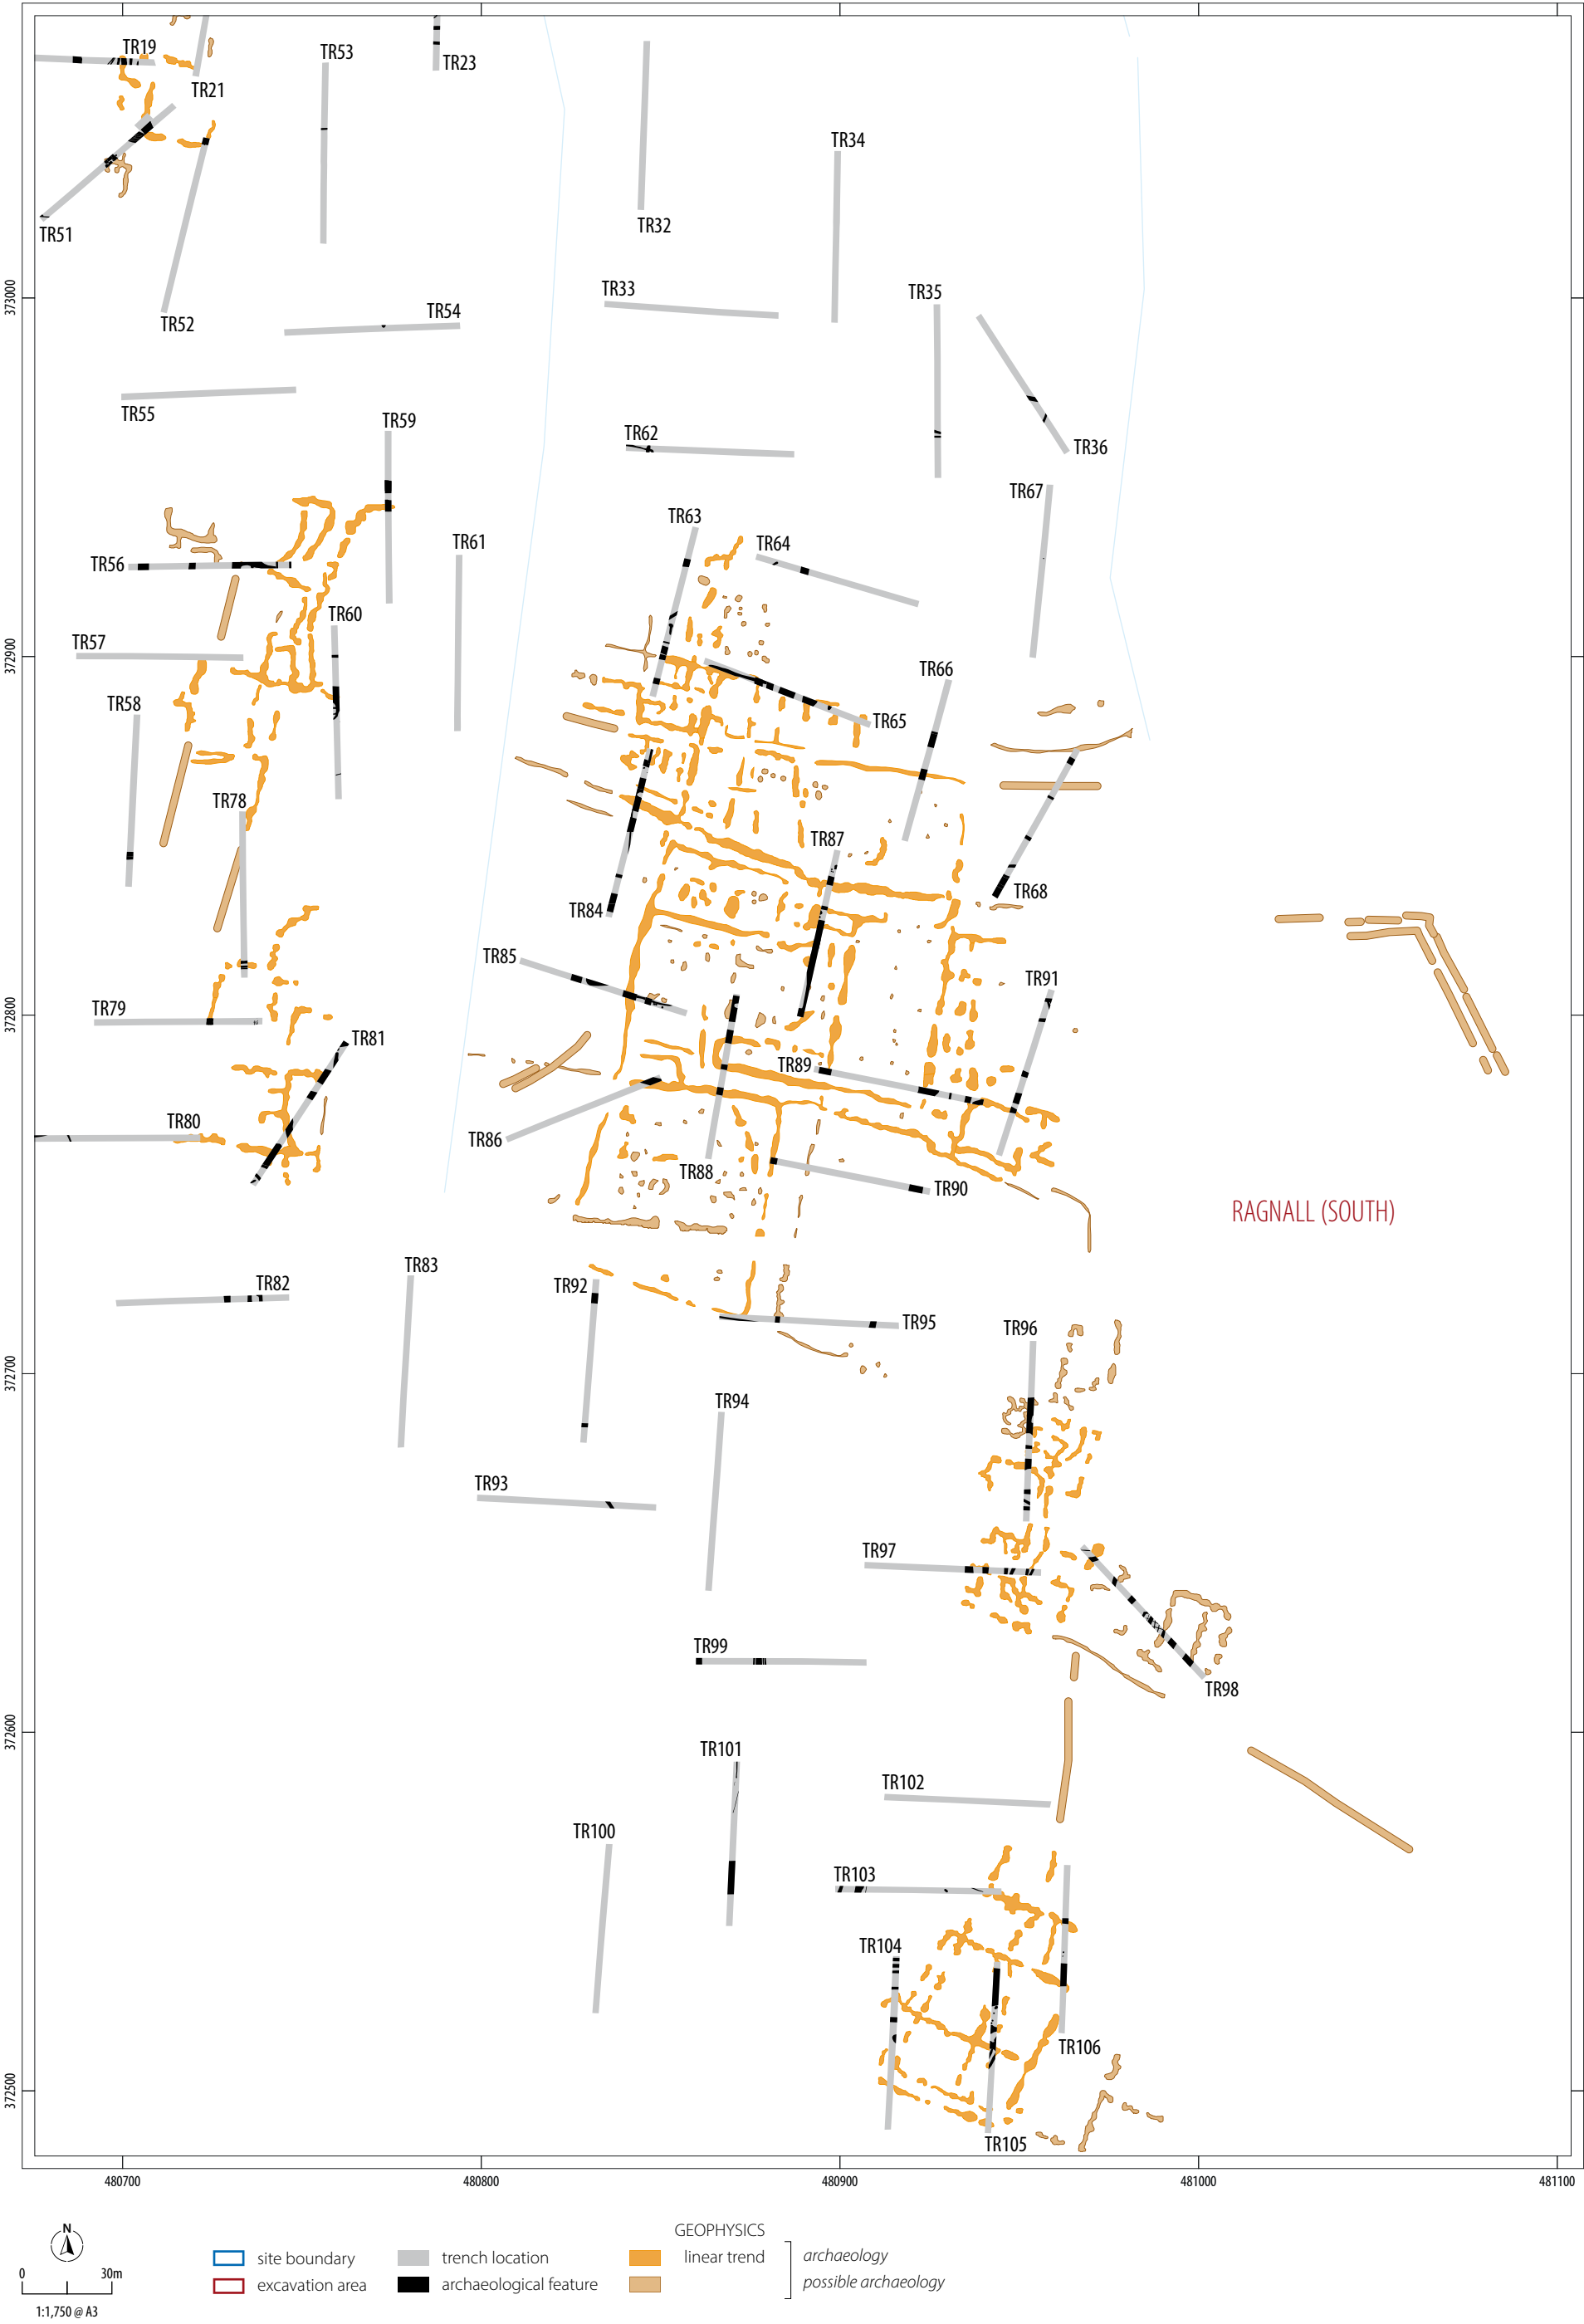 TR19
TR53
TR23
TR21
TR34
TR51
TR32
TR33
TR35
373000
TR54
TR52
TR55
TR59
TR62
TR36
TR67
TR63
TR61
TR64
TR56
TR60
TR57
372900
TR66
TR58
TR65
TR78
TR87
TR68
TR84
TR85
TR91
TR79
372800
TR81
TR89
TR80
TR86
TR88
TR90
RAGNALL (SOUTH)
TR83
TR82
TR92
TR95
TR96
372700
TR94
TR93
TR97
TR99
TR98
372600
TR101
TR102
TR100
TR103
TR104
TR106
372500
TR105
480700
480800
480900
481000
481100
N
0
30m
1:1,750 @ A3
site boundary
excavation area
trench location
archaeological feature
GEOPHYSICS
linear trend
archaeology
possible archaeology